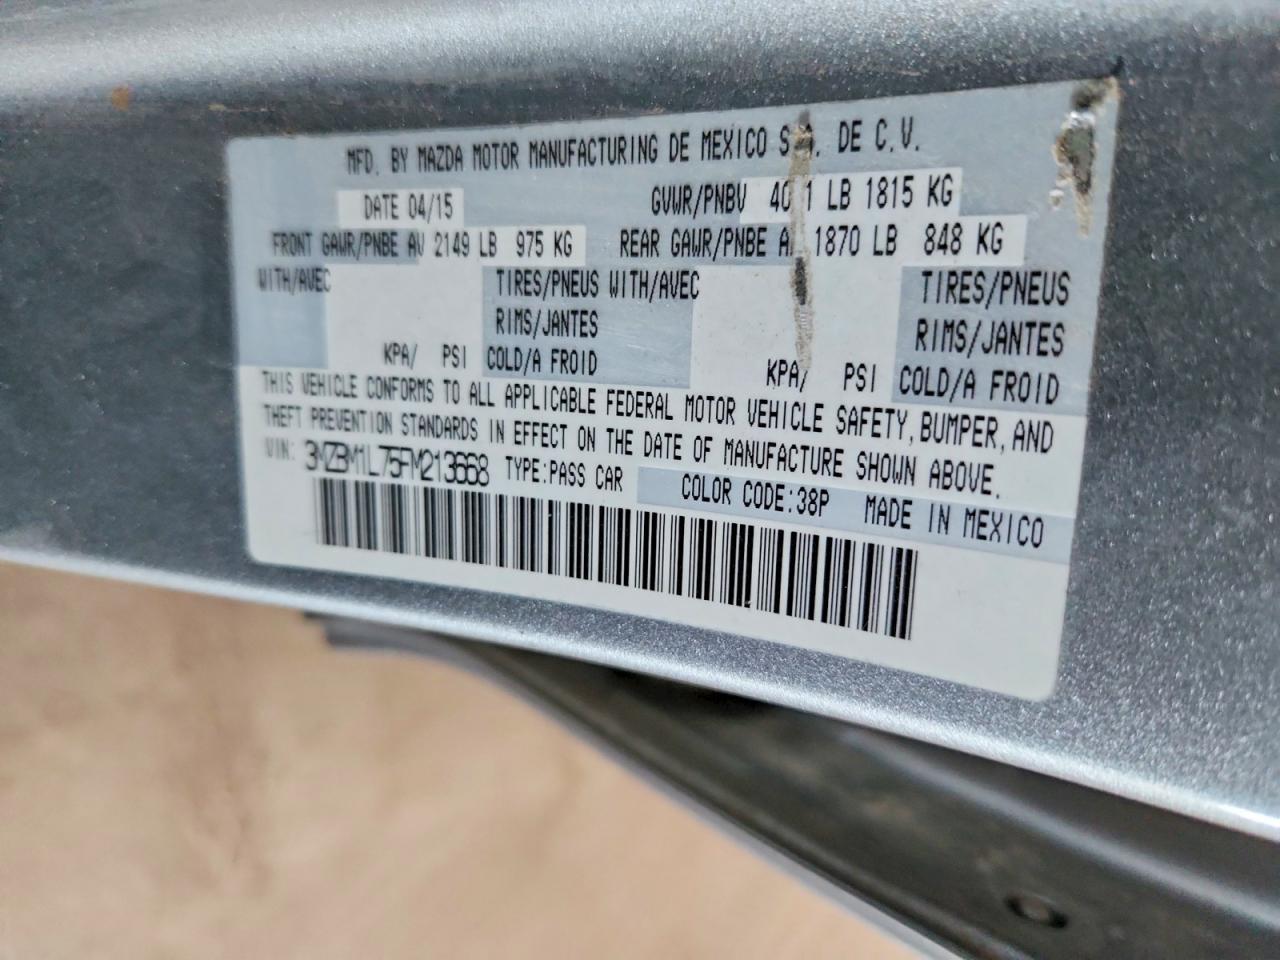 MFD. BY MAZDA MOTOR MANUFACTURING DE MEXICO DE C.V.
DATE 04/15 GVWR/PNBV LB 1815 KG
FRONT GAWR/PNBE AV 2149 LB 975 KG REAR GAWR/PNBE 1870 LB 848 KG
WITH/AVEC TIRES/PNEUS WITH/AVEC TIRES/PNEUS
RIMS/JANTES RIMS/JANTES
KPA/ PSI COLD/A FROID KPA/ PSI COLD/A FROID
THIS VEHICLE CONFORMS TO ALL APPLICABLE FEDERAL MOTOR VEHICLE SAFETY, BUMPER, AND
THEFT PREVENTION STANDARDS IN EFFECT ON THE DATE OF MANUFACTURE SHOWN ABOVE.
VIN: 3MZBM1L75FM213668 TYPE:PASS CAR COLOR CODE:38P MADE IN MEXICO